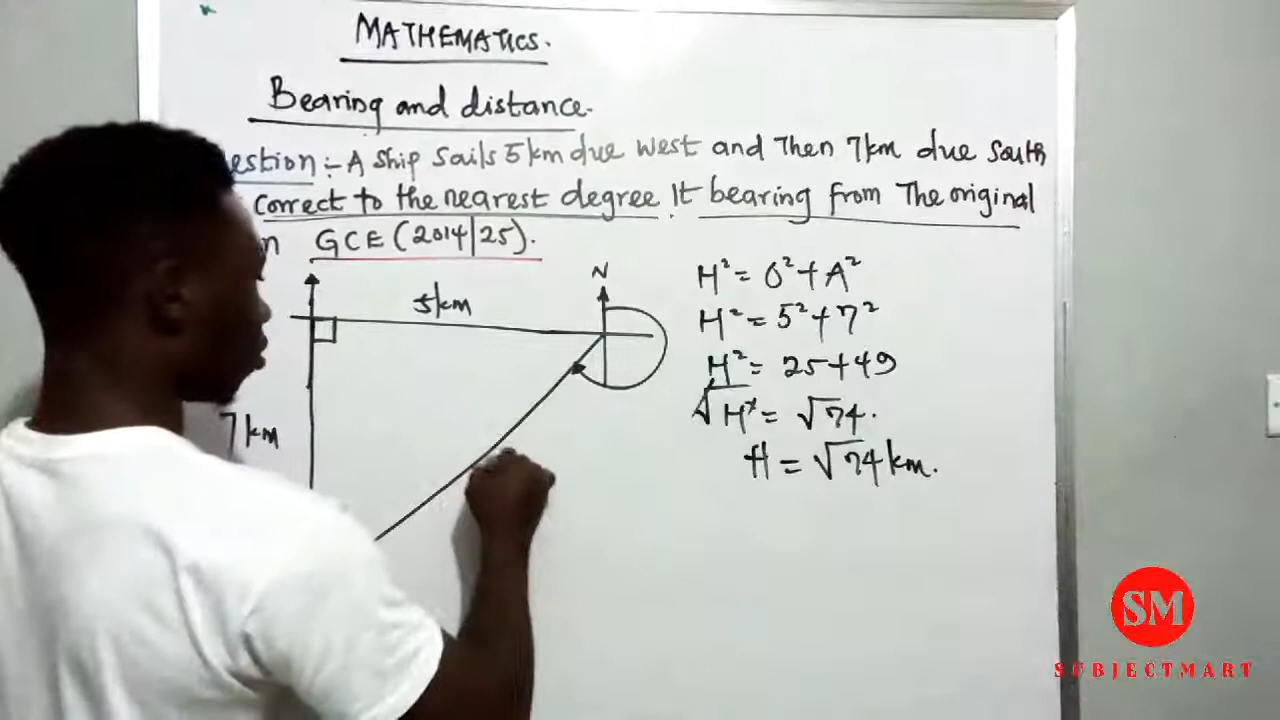 MATHEMATICS.
Bearing and distance.
estion:- A ship sails 5km due west and then 7km due south
correct to the nearest degree It bearing from The original
n GCE (2014/25).
N
5km
7km
H² = O² + A²
H² = 5² + 7²
H² = 25 + 49
√H² = √74.
H = √74 km.
SM
SUBJECTMART